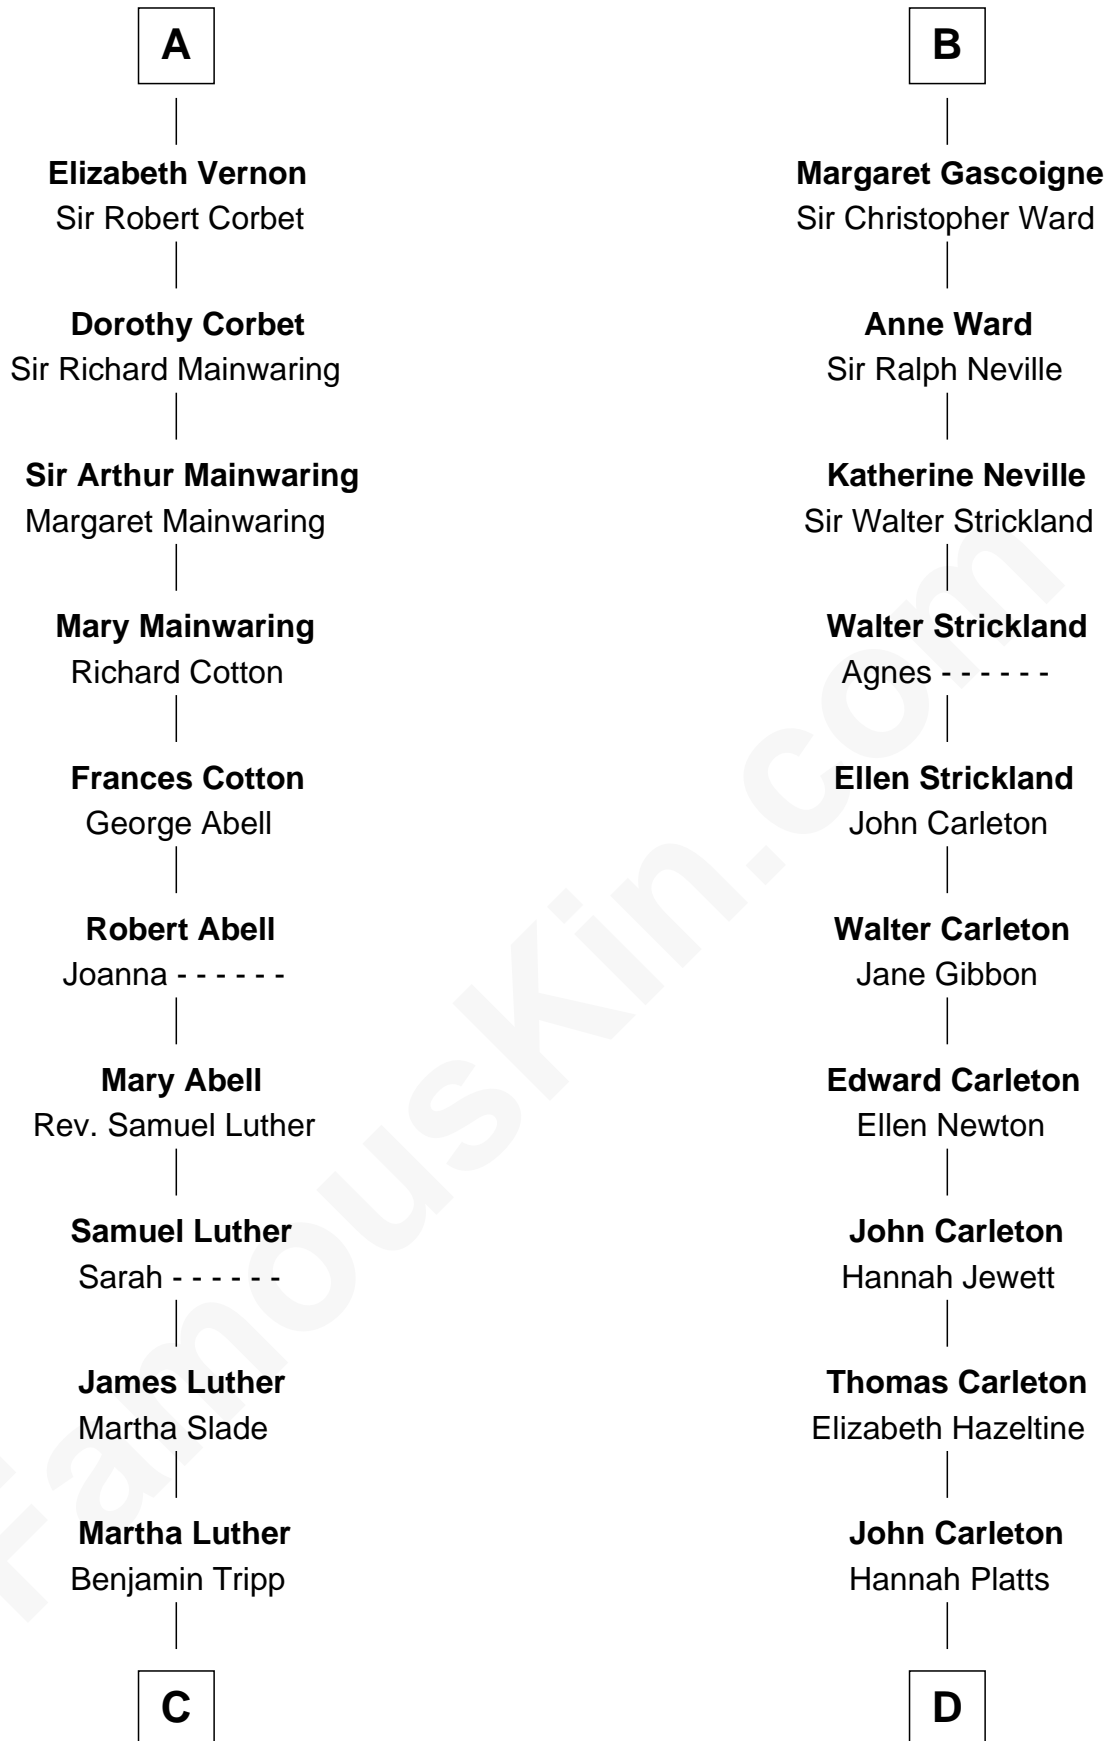 A
Elizabeth Vernon
Sir Robert Corbet
Dorothy Corbet
Sir Richard Mainwaring
Sir Arthur Mainwaring
Margaret Mainwaring
Mary Mainwaring
Richard Cotton
Frances Cotton
George Abell
Robert Abell
Joanna - - - - - -
Mary Abell
Rev. Samuel Luther
Samuel Luther
Sarah - - - - - -
James Luther
Martha Slade
Martha Luther
Benjamin Tripp
C
B
Margaret Gascoigne
Sir Christopher Ward
Anne Ward
Sir Ralph Neville
Katherine Neville
Sir Walter Strickland
Walter Strickland
Agnes - - - - - -
Ellen Strickland
John Carleton
Walter Carleton
Jane Gibbon
Edward Carleton
Ellen Newton
John Carleton
Hannah Jewett
Thomas Carleton
Elizabeth Hazeltine
John Carleton
Hannah Platts
D
FamousKin.com